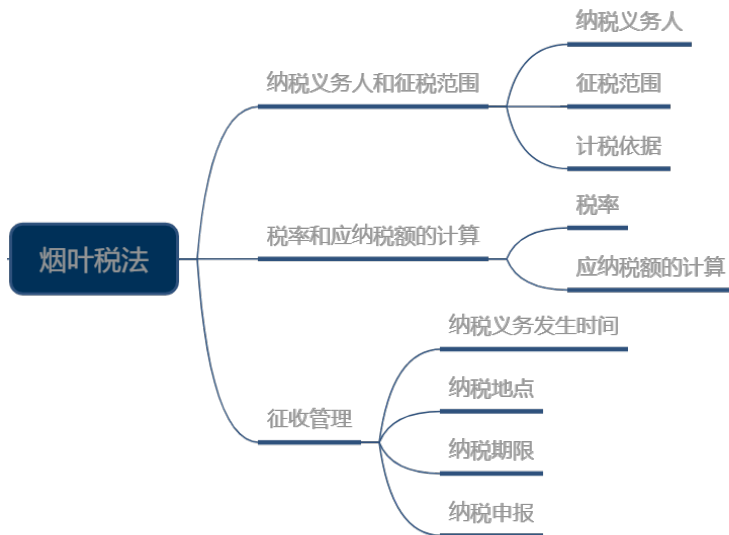 烟叶税法
纳税义务人和征税范围
纳税义务人
征税范围
计税依据
税率和应纳税额的计算
税率
应纳税额的计算
征收管理
纳税义务发生时间
纳税地点
纳税期限
纳税申报